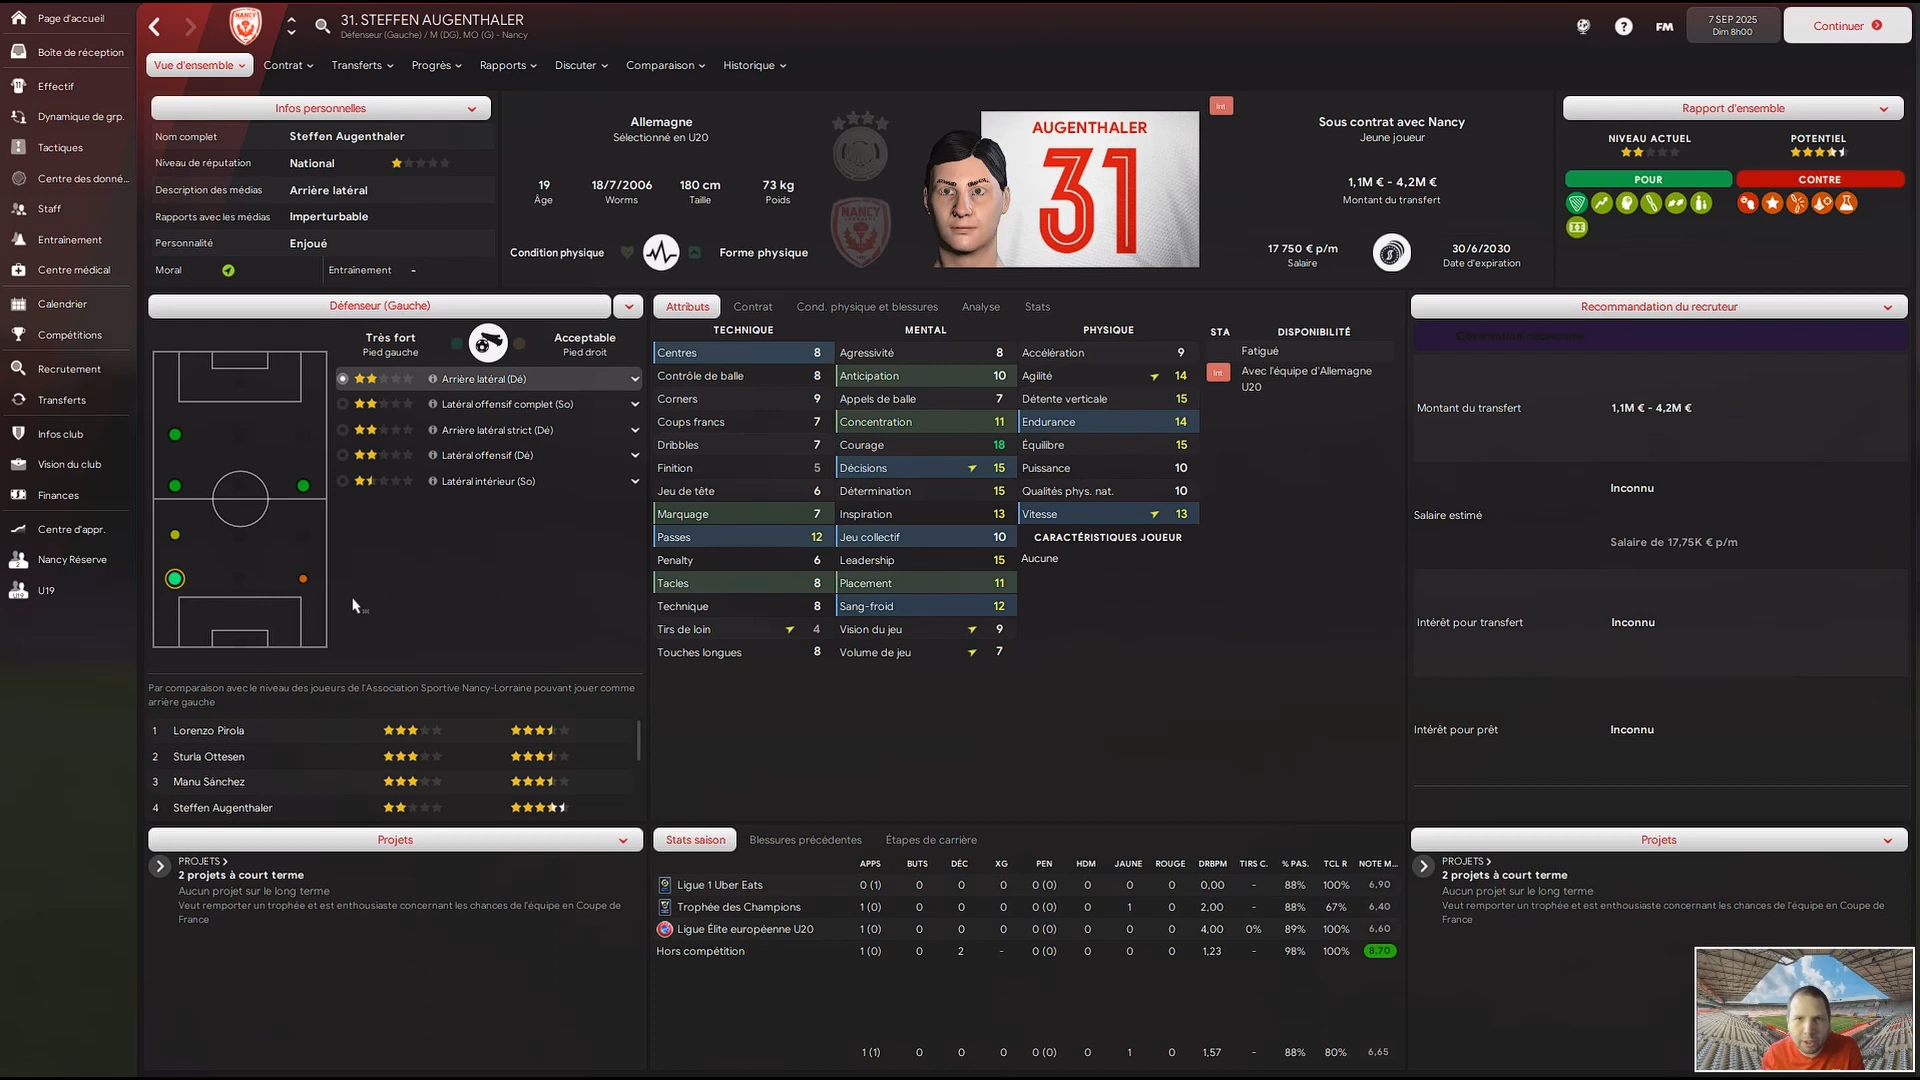 Page d'accueil
Boîte de réception
Effectif
Dynamique de grp.
Tactiques
Centre des donné...
Staff
Entraînement
Centre médical
Calendrier
Compétitions
Recrutement
Transferts
Infos club
Vision du club
Finances
Centre d'appr.
Nancy Réserve
U19
31. STEFFEN AUGENTHALER
Défenseur (Gauche) / M (DG), MO (G) - Nancy
FM
7 SEP 2025
Dim 8h00
Continuer
Vue d'ensemble Contrat Transferts Progrès Rapports Discuter Comparaison Historique
Infos personnelles
Nom complet Steffen Augenthaler
Niveau de réputation National
Description des médias Arrière latéral
Rapports avec les médias Imperturbable
Personnalité Enjoué
Moral Entraînement -
Allemagne
Sélectionné en U20
19 18/7/2006 180 cm 73 kg
Âge Worms Taille Poids
Condition physique Forme physique
NANCY
AUGENTHALER
31
Int
Sous contrat avec Nancy
Jeune joueur
1,1M € - 4,2M €
Montant du transfert
17 750 € p/m
Salaire
30/6/2030
Date d'expiration
Rapport d'ensemble
NIVEAU ACTUEL POTENTIEL
POUR CONTRE
Défenseur (Gauche)
Très fort
Pied gauche
Acceptable
Pied droit
Arrière latéral (Dé)
Latéral offensif complet (So)
Arrière latéral strict (Dé)
Latéral offensif (Dé)
Latéral intérieur (So)
Par comparaison avec le niveau des joueurs de l'Association Sportive Nancy-Lorraine pouvant jouer comme
arrière gauche
1 Lorenzo Pirola
2 Sturla Ottesen
3 Manu Sánchez
4 Steffen Augenthaler
Attributs Contrat Cond. physique et blessures Analyse Stats
TECHNIQUE
Centres 8
Contrôle de balle 8
Corners 9
Coups francs 7
Dribbles 7
Finition 5
Jeu de tête 6
Marquage 7
Passes 12
Penalty 6
Tacles 8
Technique 8
Tirs de loin 4
Touches longues 8
MENTAL
Agressivité 8
Anticipation 10
Appels de balle 7
Concentration 11
Courage 18
Décisions 15
Détermination 15
Inspiration 13
Jeu collectif 10
Leadership 15
Placement 11
Sang-froid 12
Vision du jeu 9
Volume de jeu 7
PHYSIQUE
Accélération 9
Agilité 14
Détente verticale 15
Endurance 14
Équilibre 15
Puissance 10
Qualités phys. nat. 10
Vitesse 13
CARACTÉRISTIQUES JOUEUR
Aucune
STA DISPONIBILITÉ
Fatigué
Int Avec l'équipe d'Allemagne
U20
Recommandation du recruteur
Montant du transfert 1,1M € - 4,2M €
Inconnu
Salaire estimé
Salaire de 17,75K € p/m
Intérêt pour transfert Inconnu
Intérêt pour prêt Inconnu
Projets
PROJETS
2 projets à court terme
Aucun projet sur le long terme
Veut remporter un trophée et est enthousiaste concernant les chances de l'équipe en Coupe de
France
Stats saison Blessures précédentes Étapes de carrière
APPS BUTS DÉC XG PEN HDM JAUNE ROUGE DRBPM TIRS C. % PAS. TCL R NOTE M...
Ligue 1 Uber Eats 0 (1) 0 0 0 0 (0) 0 0 0 0,00 - 88% 100% 6,90
Trophée des Champions 1 (0) 0 0 0 0 (0) 0 1 0 2,00 - 88% 67% 6,40
Ligue Élite européenne U20 1 (0) 0 0 0 0 (0) 0 0 0 4,00 0% 89% 100% 6,60
Hors compétition 1 (0) 0 2 - 0 (0) 0 0 0 1,23 - 98% 100% 8,70
1 (1) 0 0 0 0 (0) 0 1 0 1,57 - 88% 80% 6,65
Projets
PROJETS
2 projets à court terme
Aucun projet sur le long terme
Veut remporter un trophée et est enthousiaste concernant les chances de l'équipe en Coupe de
France